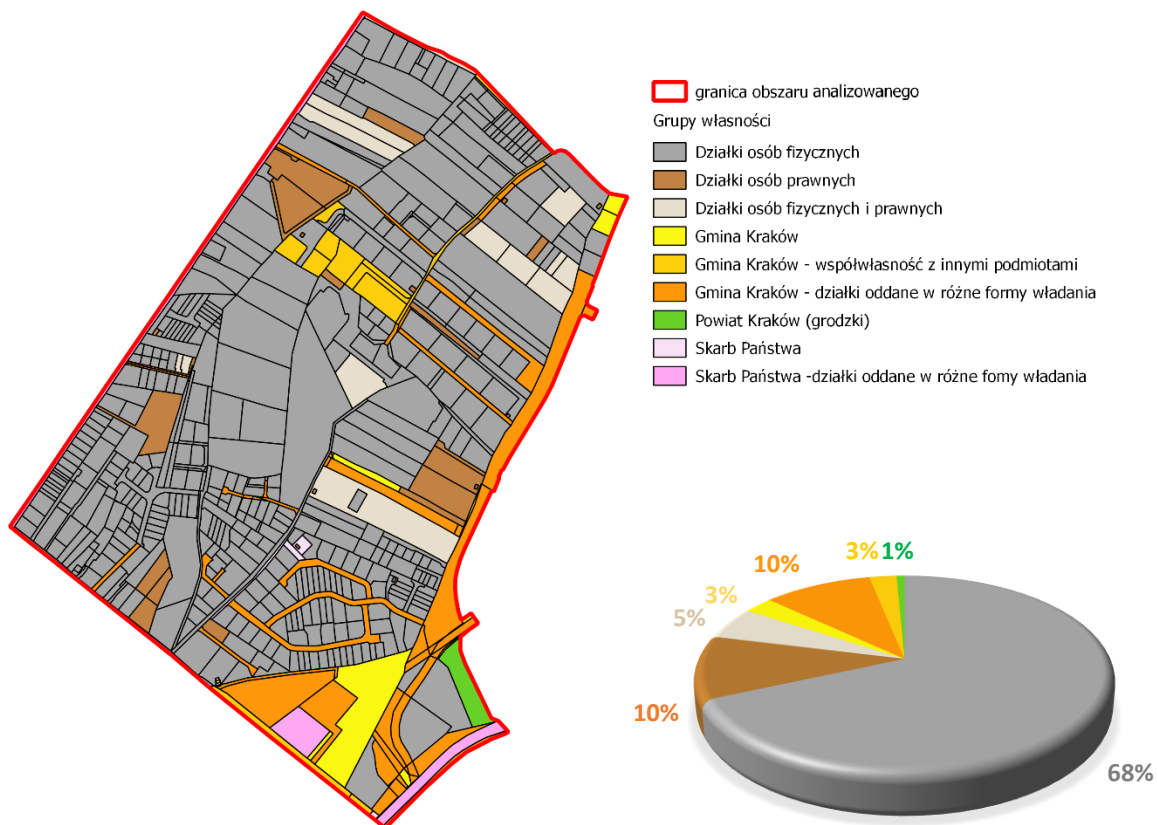 granica obszaru analizowanego
Grupy własności
Działki osób fizycznych
Działki osób prawnych
Działki osób fizycznych i prawnych
Gmina Kraków
Gmina Kraków - współwłasność z innymi podmiotami
Gmina Kraków - działki oddane w różne formy władania
Powiat Kraków (grodzki)
Skarb Państwa
Skarb Państwa -działki oddane w różne fomy władania
3% 1%
10%
3%
5%
10%
68%